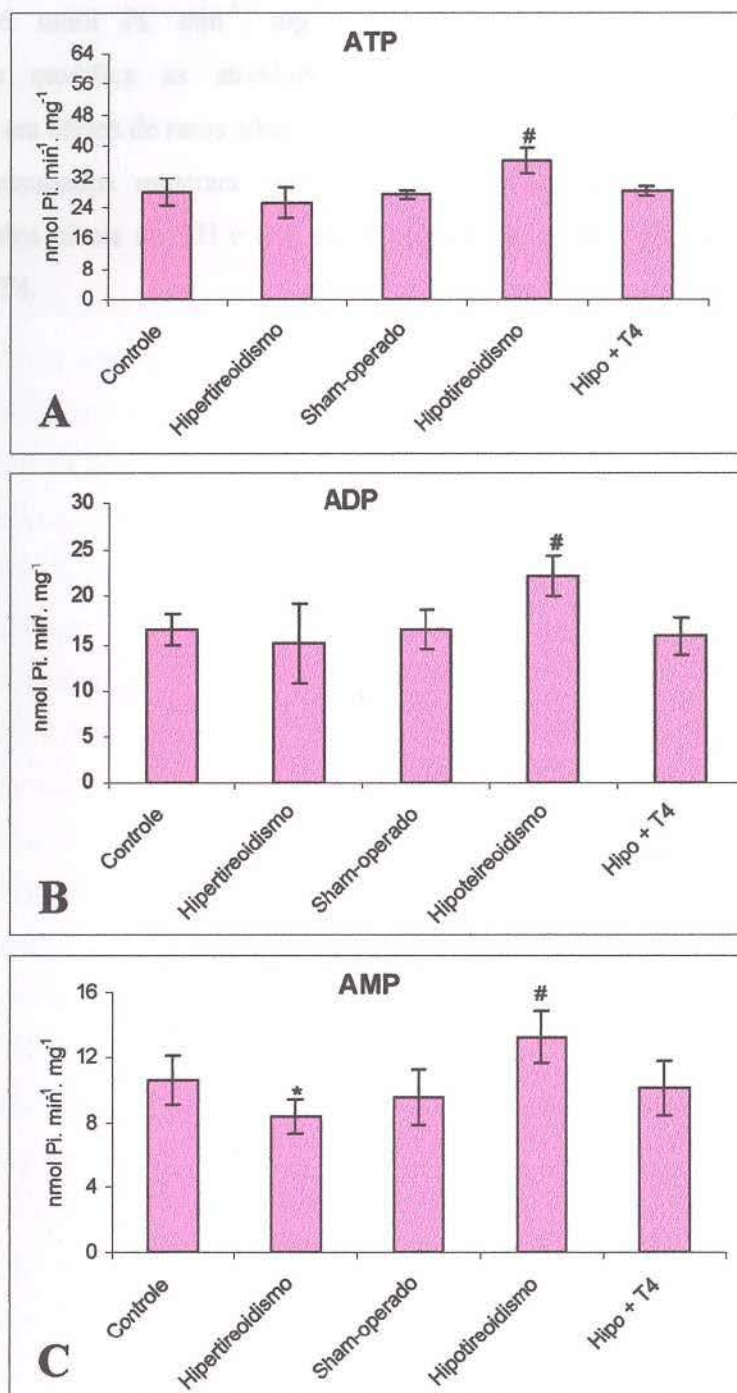 ATP
nmol Pi. min⁻¹. mg⁻¹
64
56
48
40
32
24
16
8
0
#
Controle
Hipertireoidismo
Sham-operado
Hipotireoidismo
Hipo + T4
A
ADP
nmol Pi. min⁻¹. mg⁻¹
30
25
20
15
10
5
0
#
Controle
Hipertireoidismo
Sham-operado
Hipoteireoidismo
Hipo + T4
B
AMP
nmol Pi. min⁻¹. mg⁻¹
16
12
8
4
0
*
#
Controle
Hipertireoidismo
Sham-operado
Hipotireoidismo
Hipo + T4
C